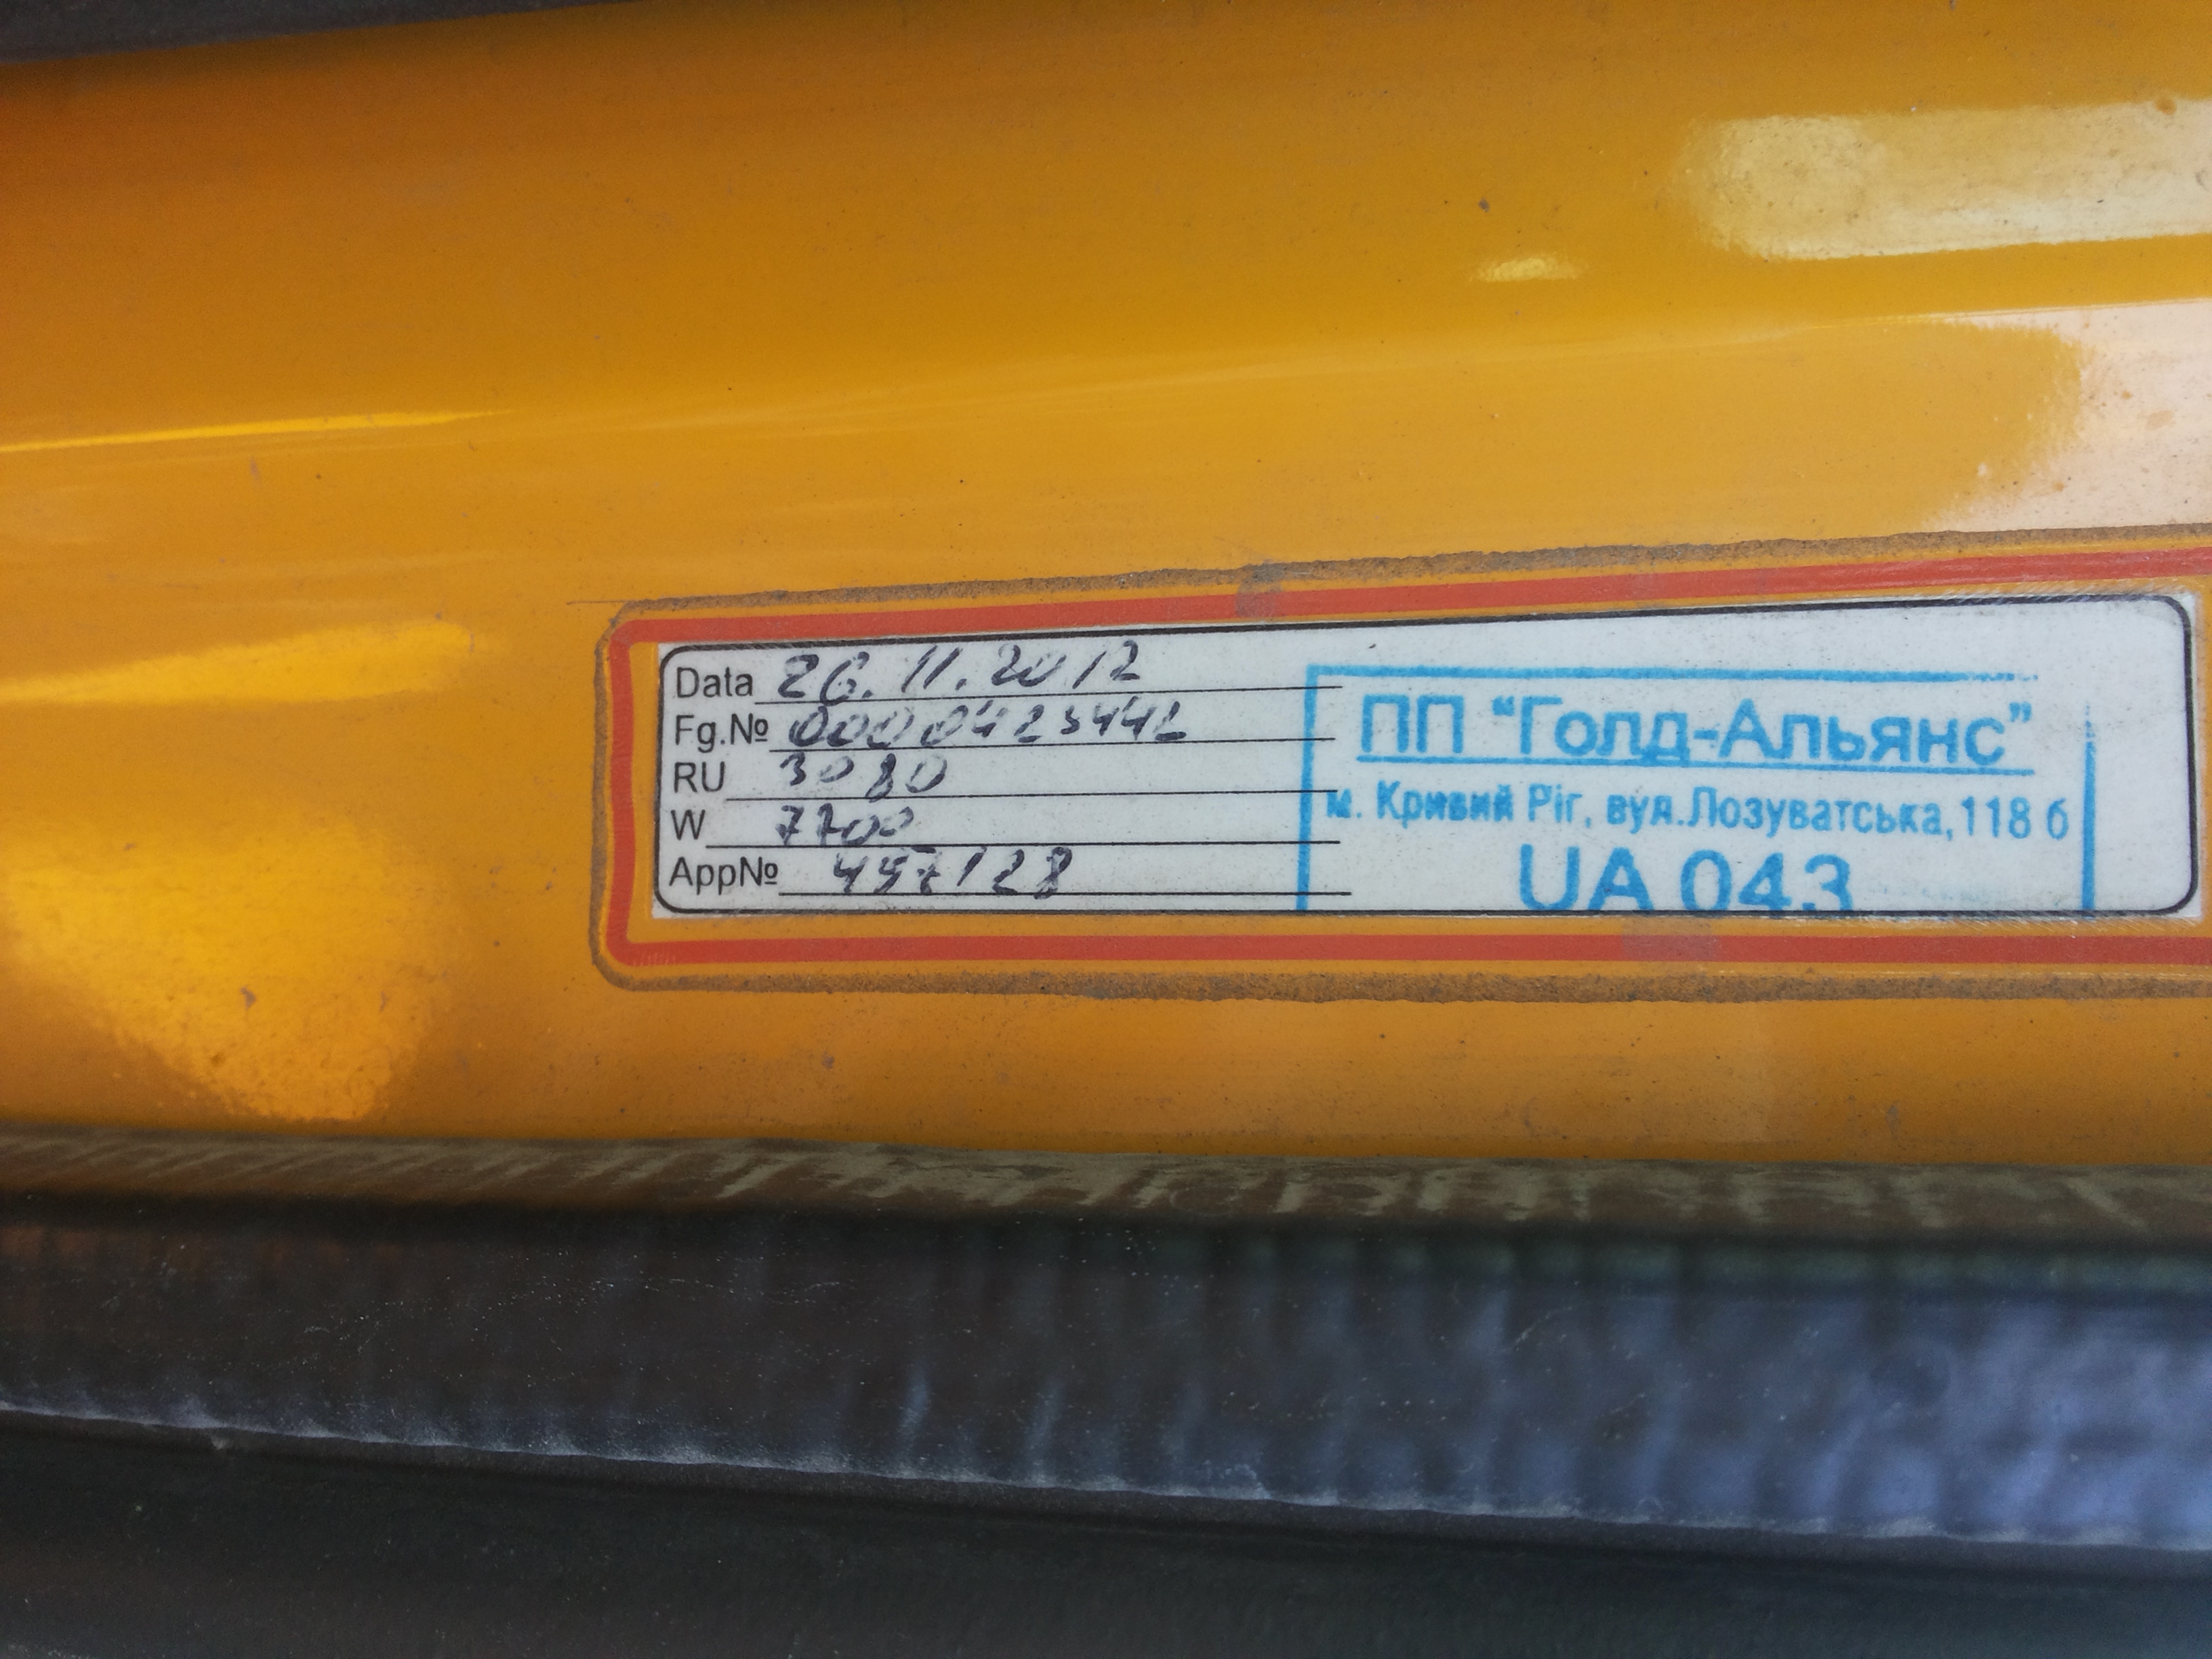 Data 26.11.2012
Fg.№ 0000423442
RU 3080
W 7700
App№ 457128
ПП “Голд-Альянс”
м. Кривий Ріг, вул.Лозуватська,118 б
UA 043